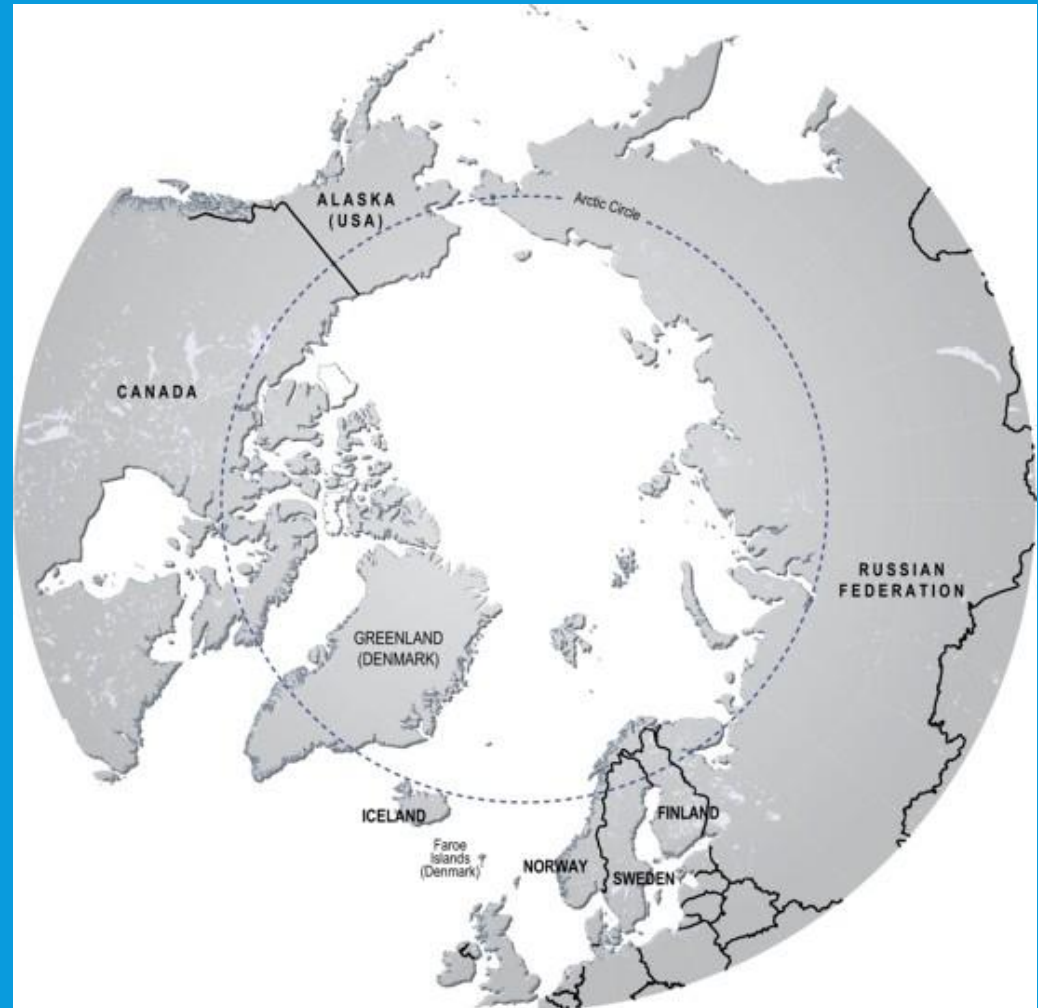 ALASKA
(USA)
Arctic Circle
CANADA
RUSSIAN
FEDERATION
GREENLAND
(DENMARK)
ICELAND
FINLAND
Faroe
Islands
(Denmark)
NORWAY
SWEDEN